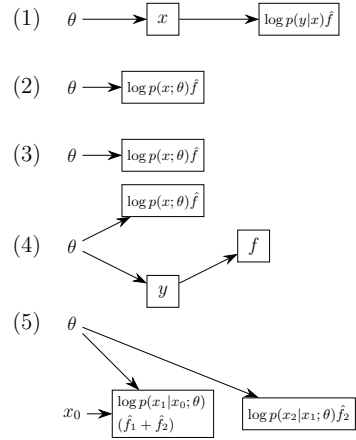 (1) θ x log p(y|x)f̂
(2) θ log p(x; θ)f̂
(3) θ log p(x; θ)f̂
log p(x; θ)f̂
(4) θ f
y
(5) θ
x₀ log p(x₁|x₀; θ)
(f̂₁ + f̂₂)
log p(x₂|x₁; θ)f̂₂